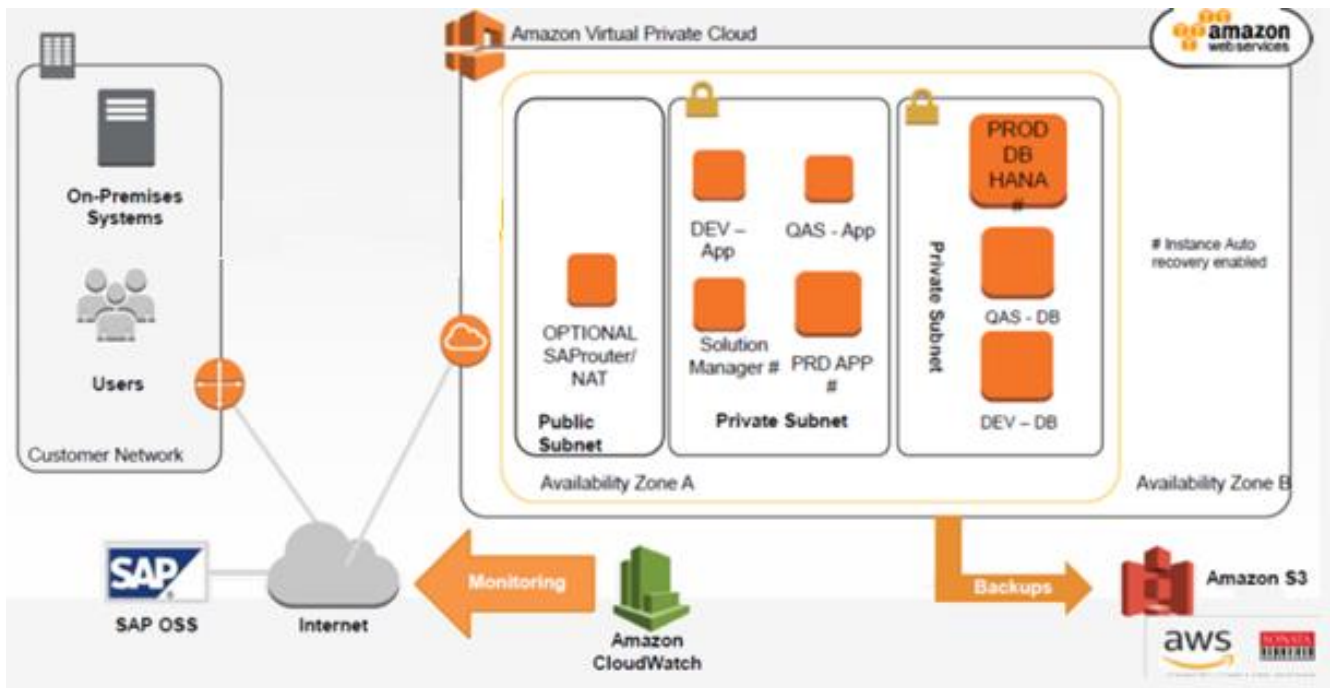 Amazon Virtual Private Cloud
amazon
webservices
On-Premises
Systems
Users
Customer Network
OPTIONAL
SAProuter/
NAT
Public
Subnet
DEV –
App
QAS - App
Solution
Manager #
PRD APP
#
Private Subnet
Private Subnet
PROD
DB
HANA
#
QAS - DB
DEV – DB
# Instance Auto
recovery enabled
Availability Zone A
Availability Zone B
SAP
SAP OSS
Internet
Monitoring
Amazon
CloudWatch
Backups
Amazon S3
aws
SONATA